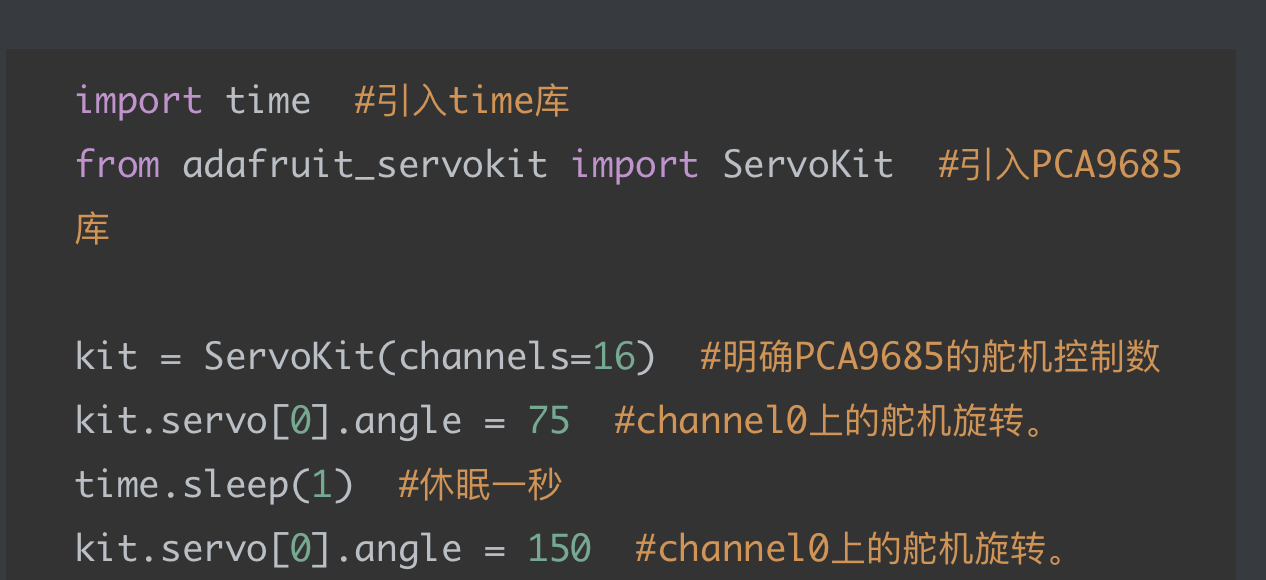 import time  #引入time库
from adafruit_servokit import ServoKit  #引入PCA9685
库
kit = ServoKit(channels=16)  #明确PCA9685的舵机控制数
kit.servo[0].angle = 75  #channel0上的舵机旋转。
time.sleep(1)  #休眠一秒
kit.servo[0].angle = 150  #channel0上的舵机旋转。